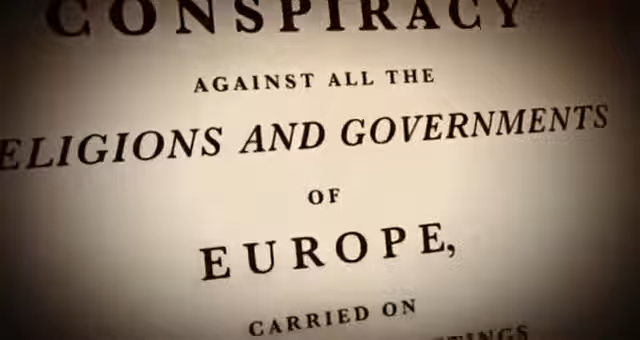 CONSPIRACY
AGAINST ALL THE
ELIGIONS AND GOVERNMENTS
OF
EUROPE,
CARRIED ON